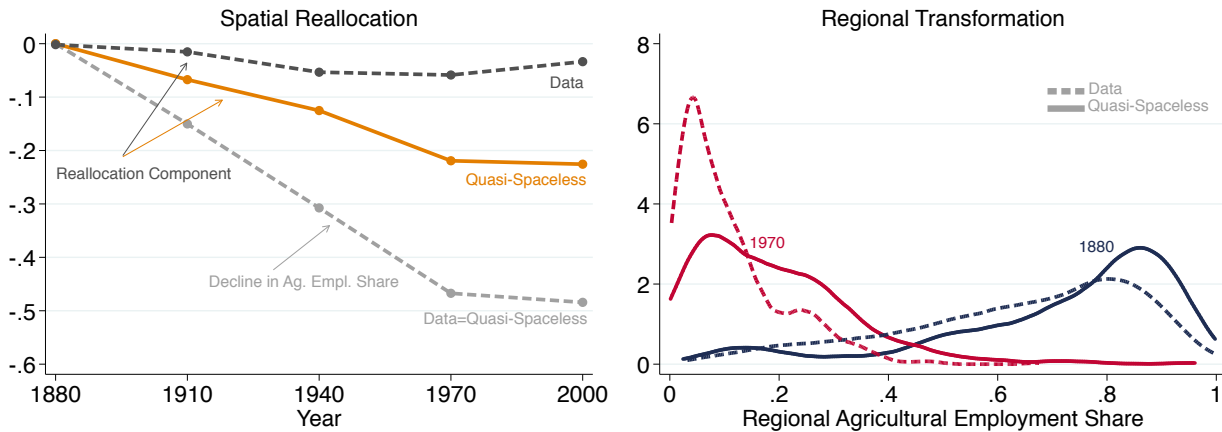 Spatial Reallocation
0
-.1
-.2
-.3
-.4
-.5
-.6
Data
Reallocation Component
Quasi-Spaceless
Decline in Ag. Empl. Share
Data=Quasi-Spaceless
1880 1910 1940 1970 2000
Year
Regional Transformation
8
6
4
2
0
Data
Quasi-Spaceless
1970
1880
0 .2 .4 .6 .8 1
Regional Agricultural Employment Share